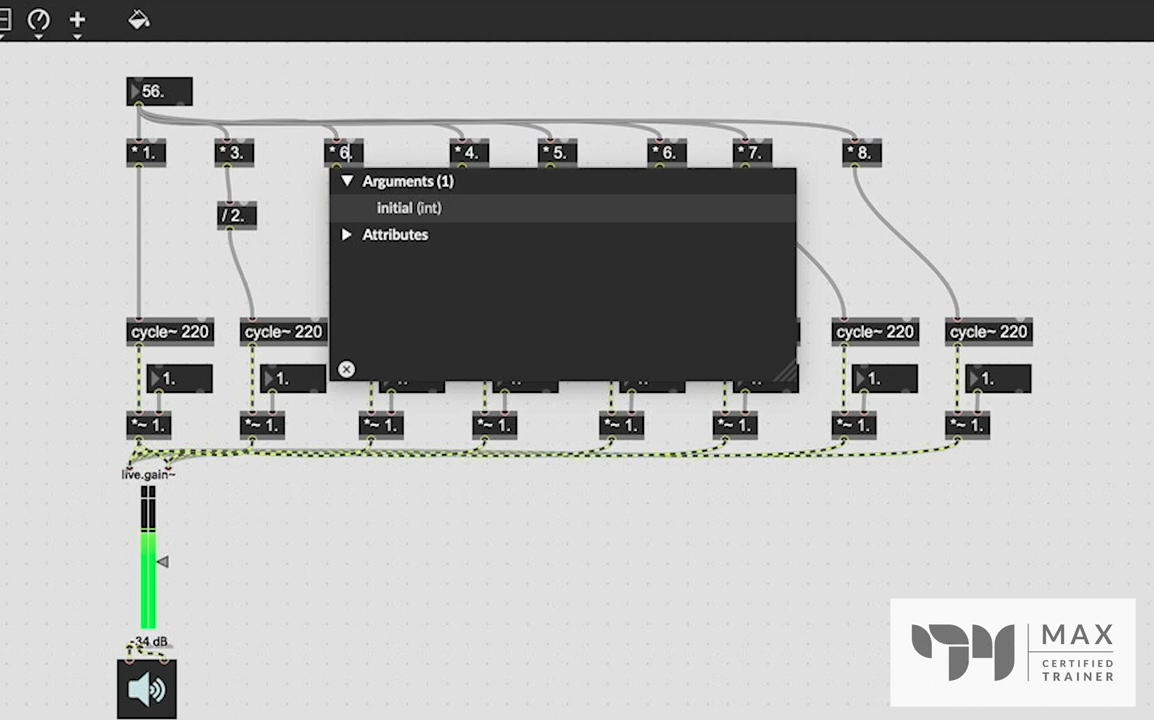 56.
* 1.
* 3.
* 6.
* 4.
* 5.
* 6.
* 7.
* 8.
Arguments (1)
/ 2.
initial (int)
Attributes
cycle~ 220
cycle~ 220
cycle~ 220
cycle~ 220
1.
1.
1.
1.
*~ 1.
*~ 1.
*~ 1.
*~ 1.
*~ 1.
*~ 1.
*~ 1.
*~ 1.
live.gain~
-34 dB
MAX
CERTIFIED
TRAINER